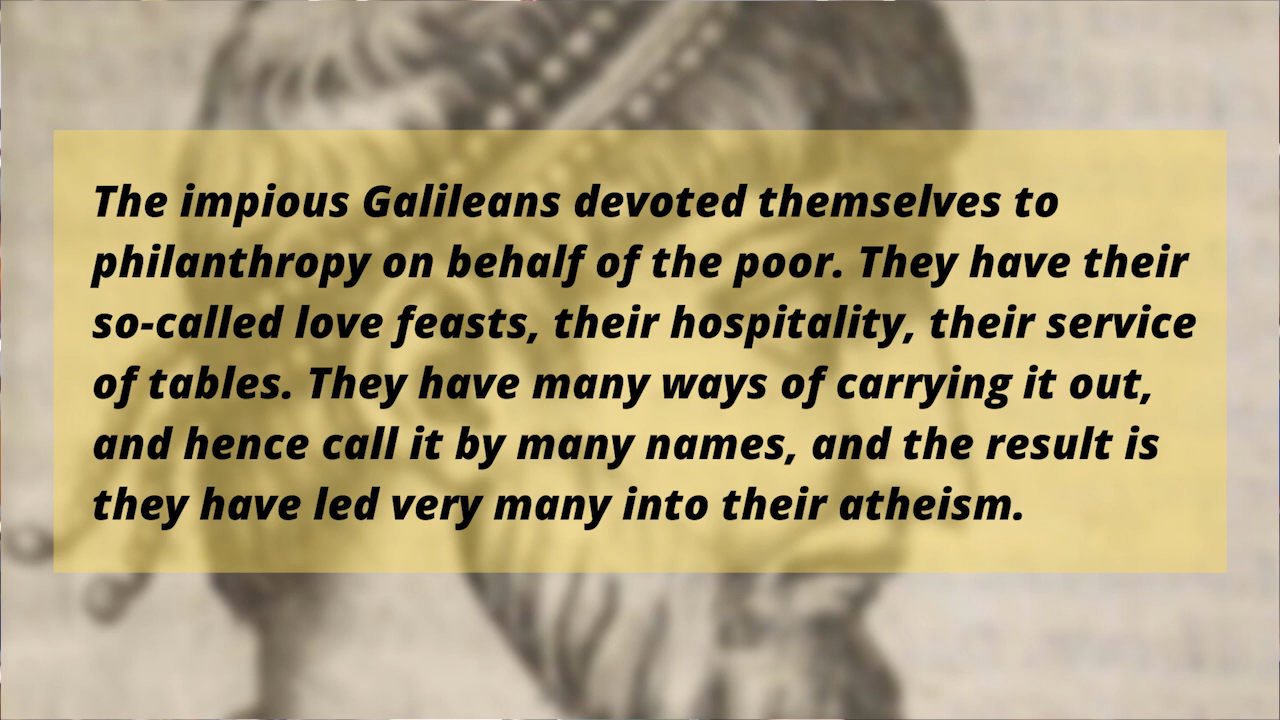 The impious Galileans devoted themselves to
philanthropy on behalf of the poor. They have their
so-called love feasts, their hospitality, their service
of tables. They have many ways of carrying it out,
and hence call it by many names, and the result is
they have led very many into their atheism.